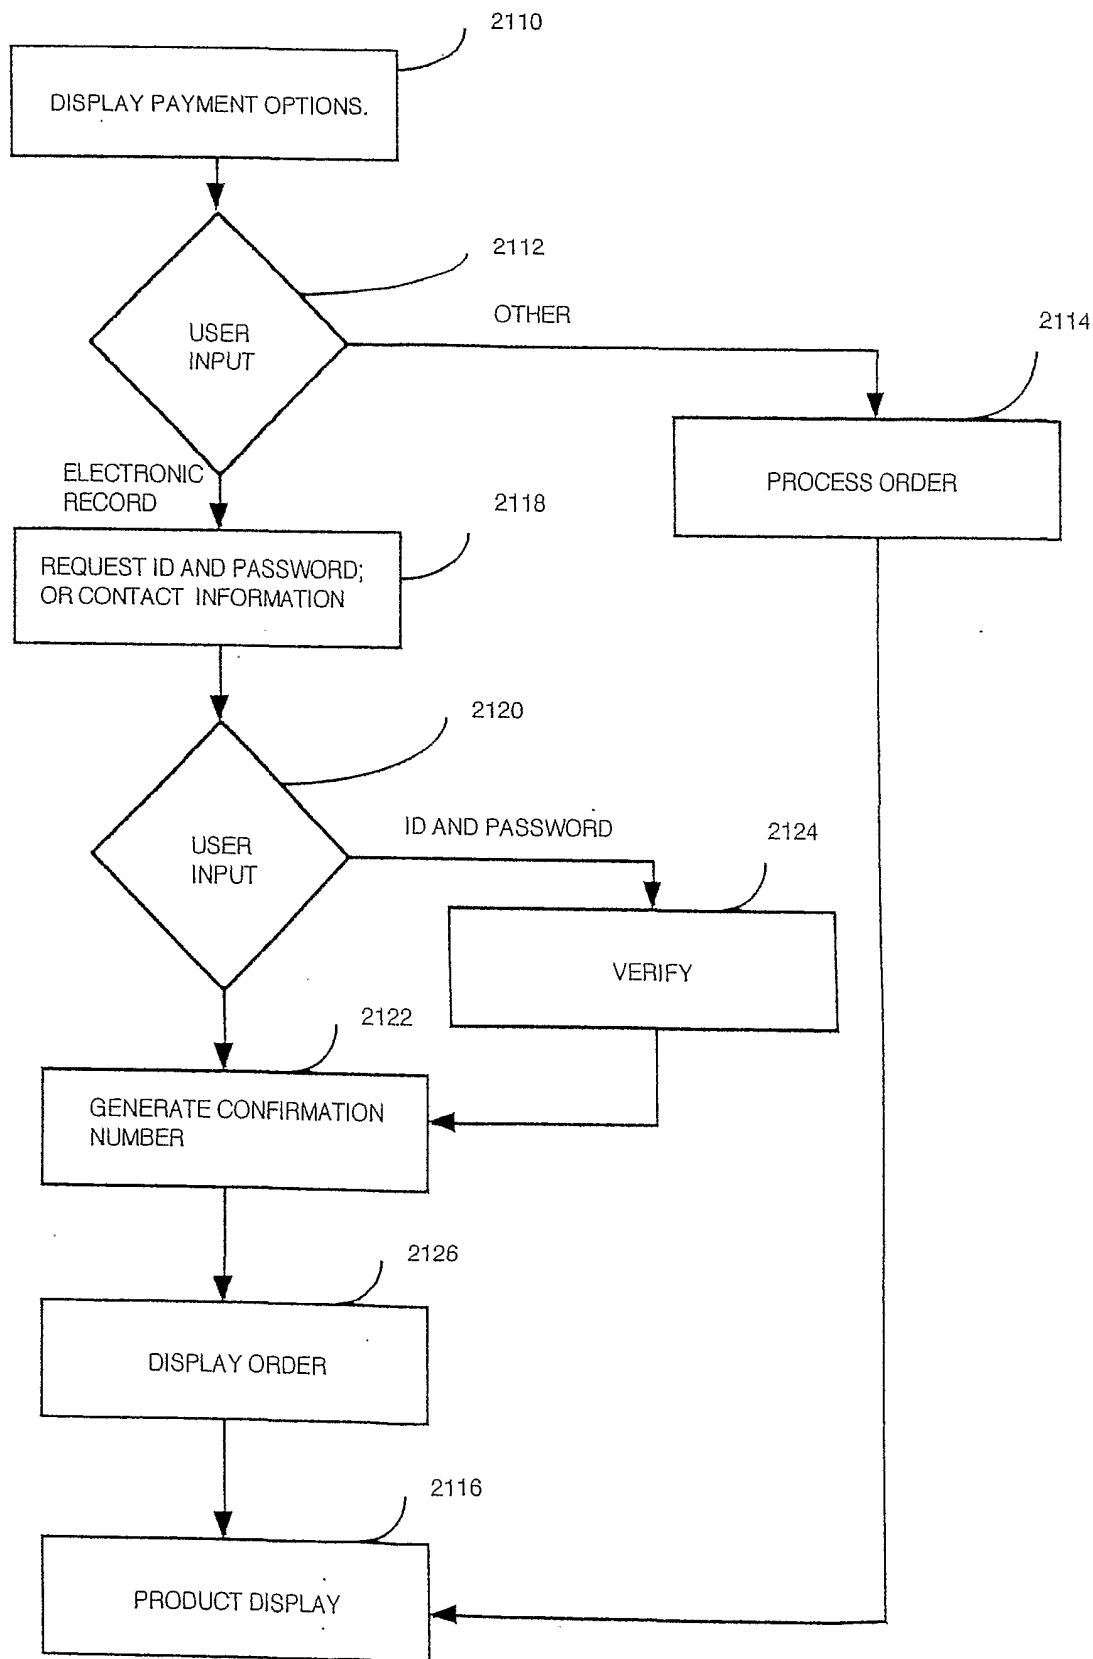 2110
DISPLAY PAYMENT OPTIONS.
2112
USER
INPUT
OTHER
2114
PROCESS ORDER
ELECTRONIC
RECORD
2118
REQUEST ID AND PASSWORD;
OR CONTACT INFORMATION
2120
USER
INPUT
ID AND PASSWORD
2124
VERIFY
2122
GENERATE CONFIRMATION
NUMBER
2126
DISPLAY ORDER
2116
PRODUCT DISPLAY